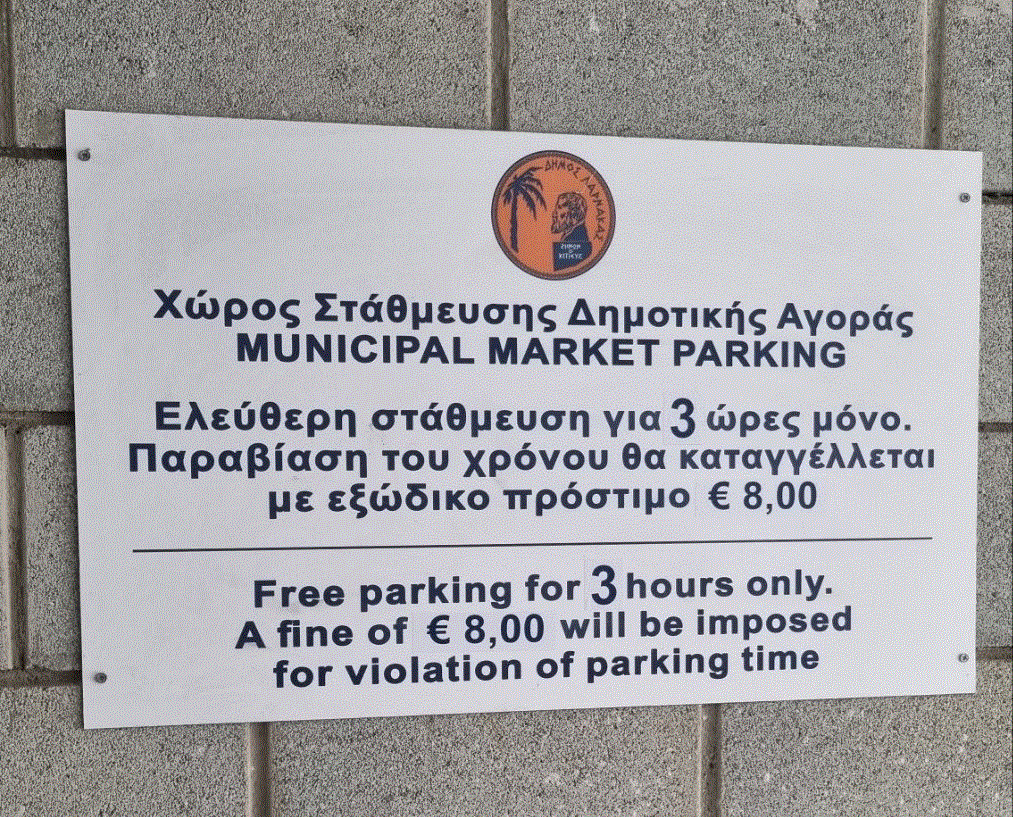 ΔΗΜΟΣ ΛΑΡΝΑΚΑΣ
ΖΗΝΩΝ
Ο
ΚΙΤΙΕΥΣ
Χώρος Στάθμευσης Δημοτικής Αγοράς
MUNICIPAL MARKET PARKING
Ελεύθερη στάθμευση για 3 ώρες μόνο.
Παραβίαση του χρόνου θα καταγγέλλεται
με εξώδικο πρόστιμο € 8,00
Free parking for 3 hours only.
A fine of € 8,00 will be imposed
for violation of parking time